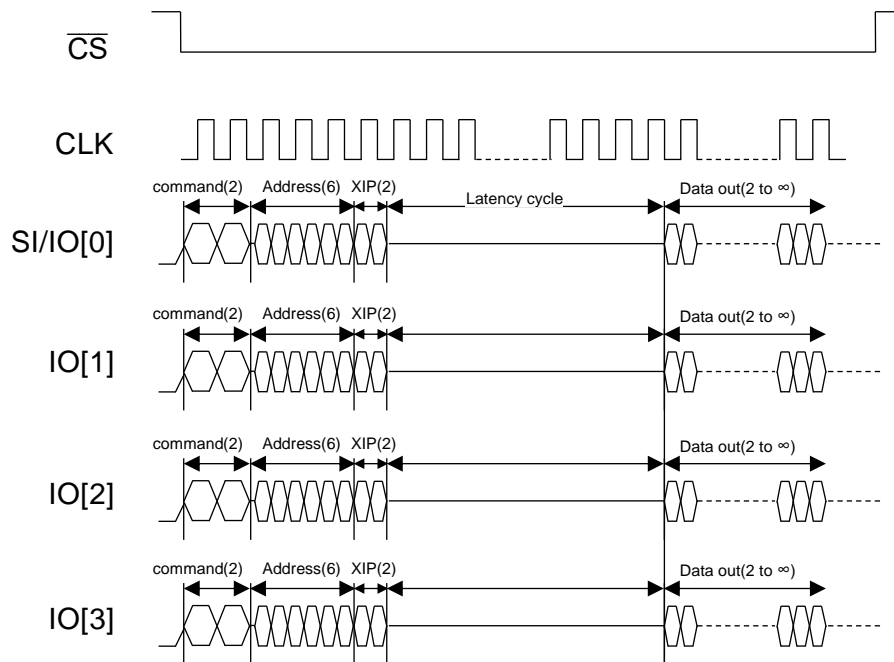 CS
CLK
command(2) Address(6) XIP(2) Latency cycle Data out(2 to ∞)
SI/IO[0]
command(2) Address(6) XIP(2) Data out(2 to ∞)
IO[1]
command(2) Address(6) XIP(2) Data out(2 to ∞)
IO[2]
command(2) Address(6) XIP(2) Data out(2 to ∞)
IO[3]